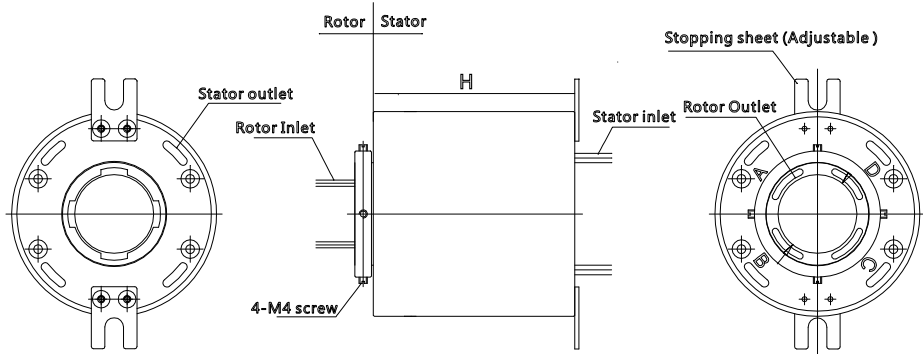 Rotor Stator
Stopping sheet (Adjustable )
H
Stator outlet
Rotor Outlet
Stator inlet
Rotor Inlet
A
D
B
C
4-M4 screw